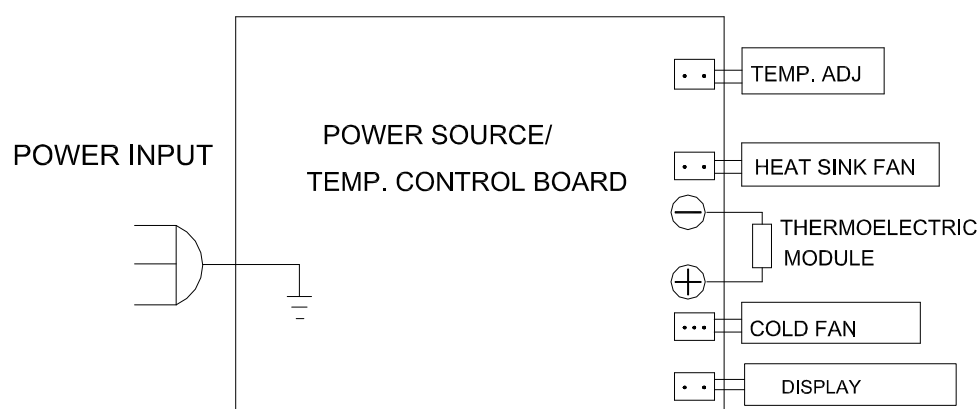 TEMP. ADJ
POWER INPUT
POWER SOURCE/
TEMP. CONTROL BOARD
HEAT SINK FAN
THERMOELECTRIC
MODULE
COLD FAN
DISPLAY